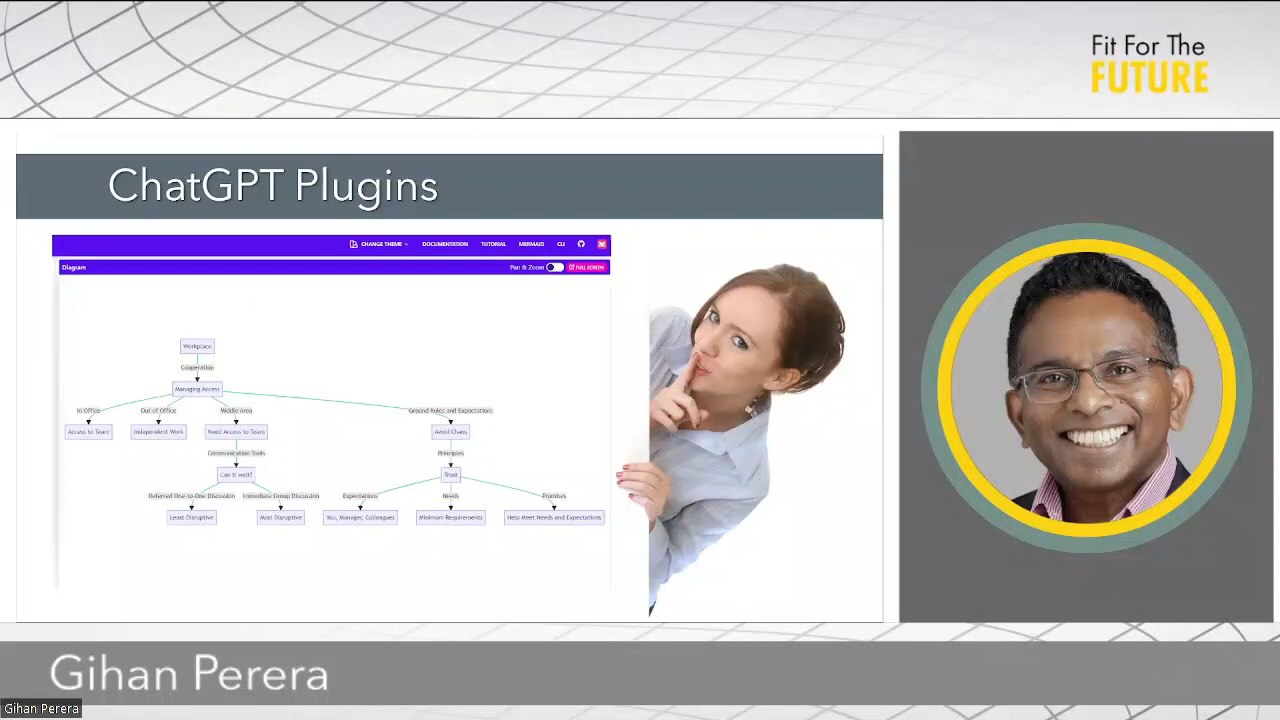 Fit For The
FUTURE
ChatGPT Plugins
CHANGE THEME DOCUMENTATION TUTORIAL MERMAID CLI
Diagram Pan & Zoom FULL SCREEN
Workplace
Cooperation
Managing Access
In Office Out of Office Middle Area Ground Rules and Expectations
Access to Team Independent Work Need Access to Team Avoid Chaos
Communication Tools Principles
Can it wait? Trust
Deferred One-to-One Discussion Immediate Group Discussion Expectations Needs Promises
Least Disruptive Most Disruptive You, Manager, Colleagues Minimum Requirements Help Meet Needs and Expectations
Gihan Perera
Gihan Perera